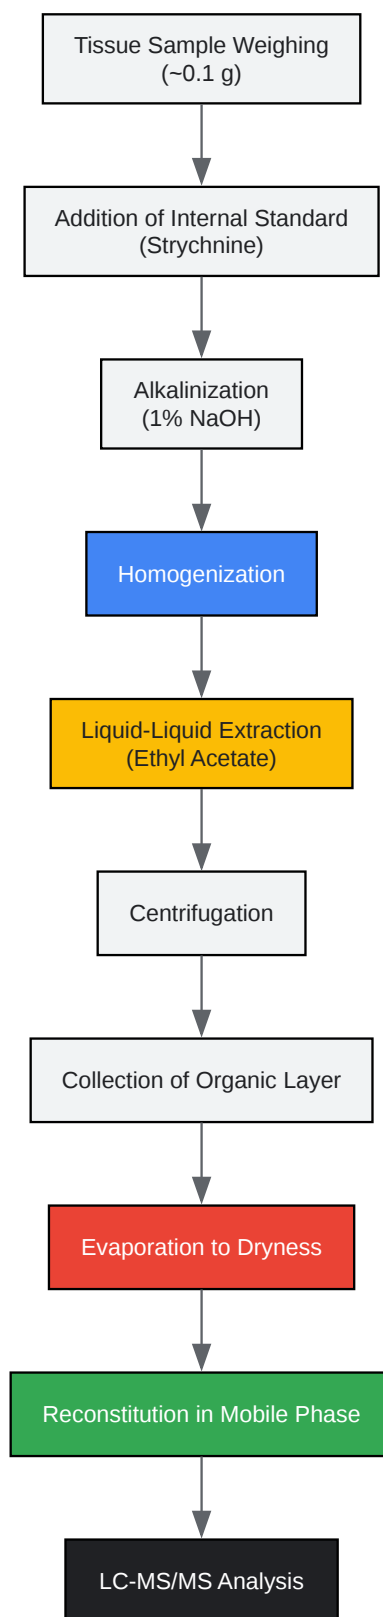 Tissue Sample Weighing
(~0.1 g)
Addition of Internal Standard
(Strychnine)
Alkalinization
(1% NaOH)
Homogenization
Liquid-Liquid Extraction
(Ethyl Acetate)
Centrifugation
Collection of Organic Layer
Evaporation to Dryness
Reconstitution in Mobile Phase
LC-MS/MS Analysis